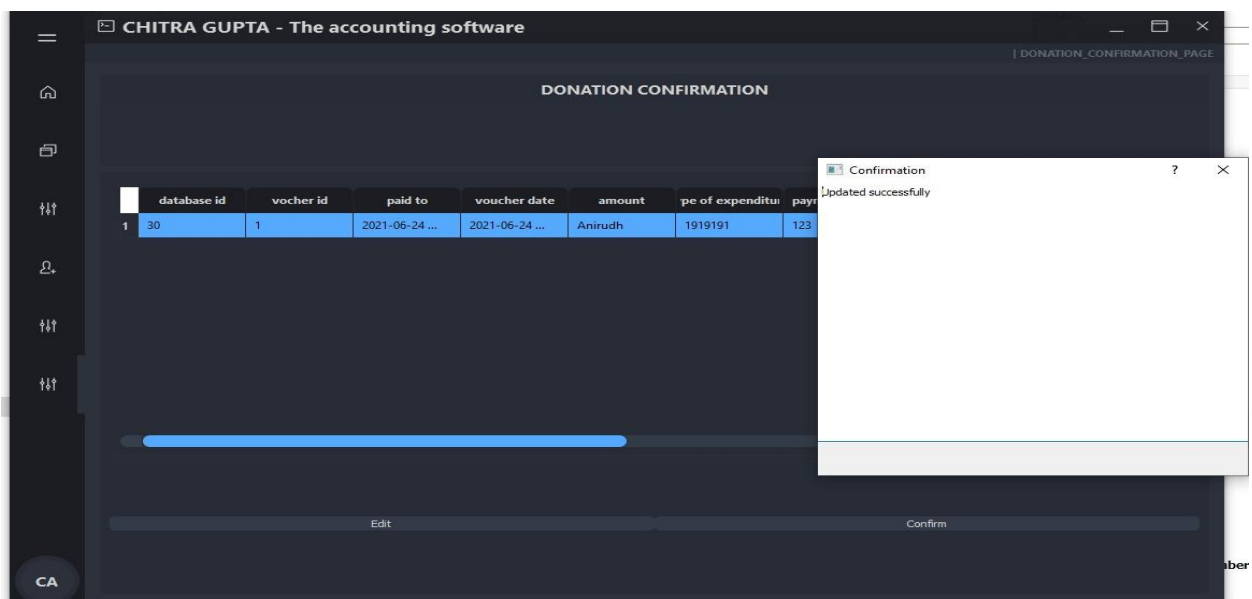 CHITRA GUPTA - The accounting software
| DONATION_CONFIRMATION_PAGE
DONATION CONFIRMATION
Confirmation ?
Updated successfully
database id vocher id paid to voucher date amount pe of expenditu payr
1 30 1 2021-06-24 ... 2021-06-24 ... Anirudh 1919191 123
Edit Confirm
CA
nber